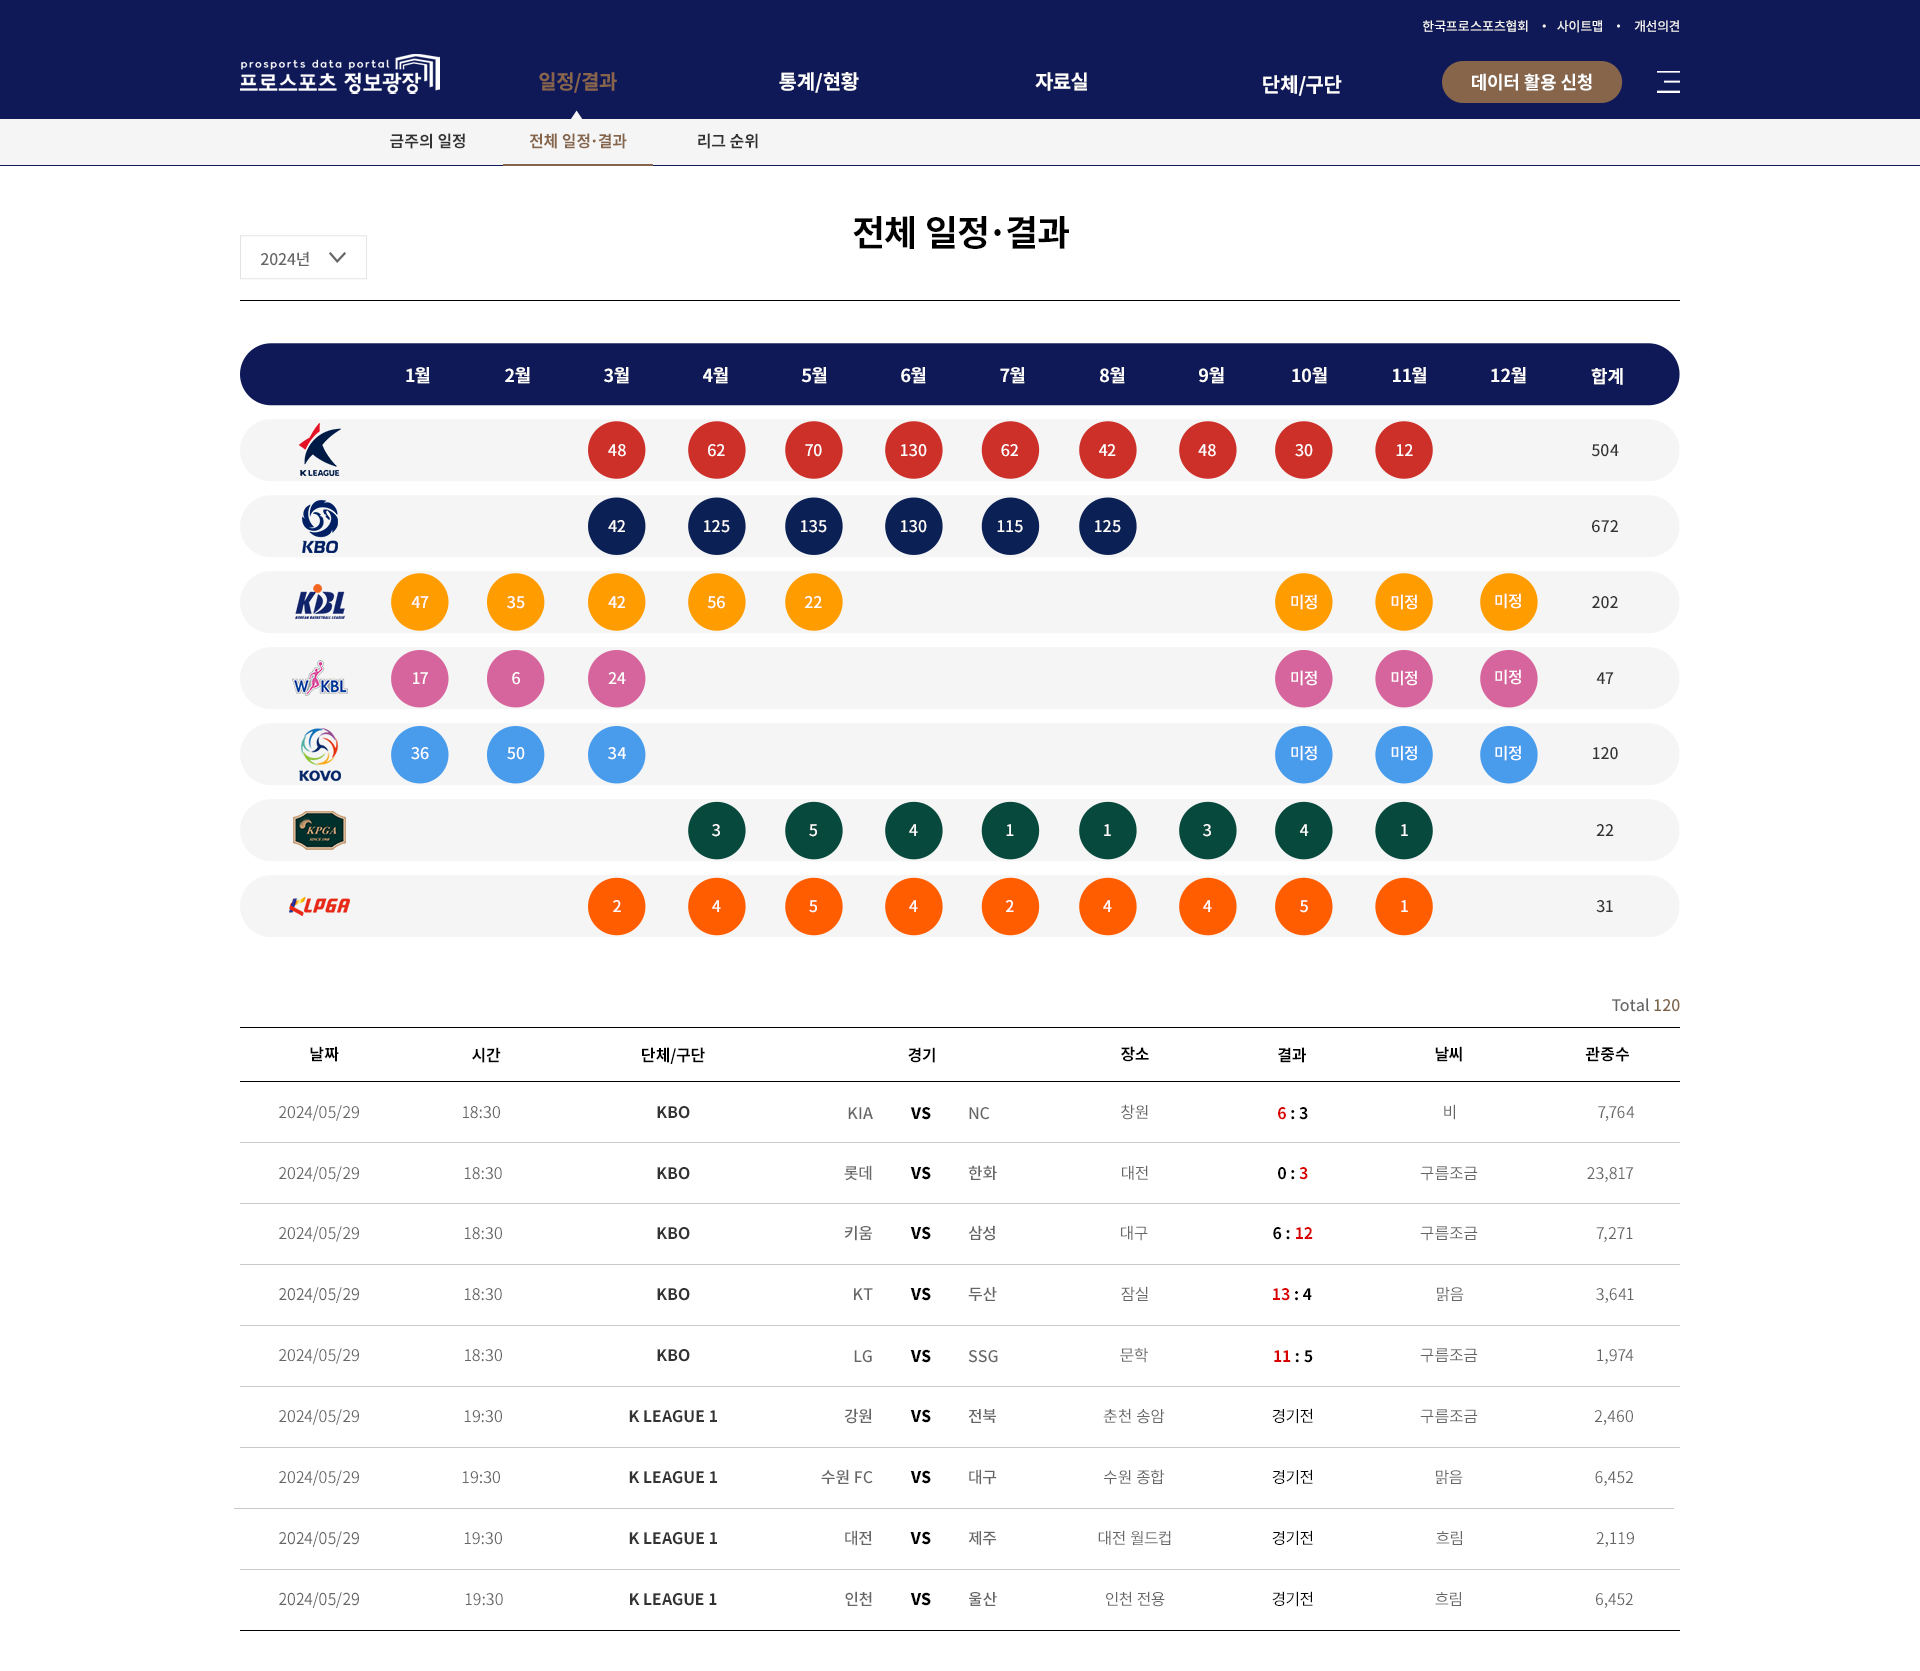 한국프로스포츠협회 • 사이트맵 • 개선의견
prosports data portal
프로스포츠 정보광장 일정/결과 통계/현황 자료실 단체/구단 데이터 활용 신청
금주의 일정 전체 일정·결과 리그 순위
전체 일정·결과
2024년
1월 2월 3월 4월 5월 6월 7월 8월 9월 10월 11월 12월 합계
K LEAGUE 48 62 70 130 62 42 48 30 12 504
KBO 42 125 135 130 115 125 672
KBL KOREAN BASKETBALL LEAGUE 47 35 42 56 22 미정 미정 미정 202
WKBL 17 6 24 미정 미정 미정 47
KOVO 36 50 34 미정 미정 미정 120
KPGA SINCE 1968 3 5 4 1 1 3 4 1 22
KLPGA 2 4 5 4 2 4 4 5 1 31
Total 120
날짜 시간 단체/구단 경기 장소 결과 날씨 관중수
2024/05/29 18:30 KBO KIA VS NC 창원 6 : 3 비 7,764
2024/05/29 18:30 KBO 롯데 VS 한화 대전 0 : 3 구름조금 23,817
2024/05/29 18:30 KBO 키움 VS 삼성 대구 6 : 12 구름조금 7,271
2024/05/29 18:30 KBO KT VS 두산 잠실 13 : 4 맑음 3,641
2024/05/29 18:30 KBO LG VS SSG 문학 11 : 5 구름조금 1,974
2024/05/29 19:30 K LEAGUE 1 강원 VS 전북 춘천 송암 경기전 구름조금 2,460
2024/05/29 19:30 K LEAGUE 1 수원 FC VS 대구 수원 종합 경기전 맑음 6,452
2024/05/29 19:30 K LEAGUE 1 대전 VS 제주 대전 월드컵 경기전 흐림 2,119
2024/05/29 19:30 K LEAGUE 1 인천 VS 울산 인천 전용 경기전 흐림 6,452